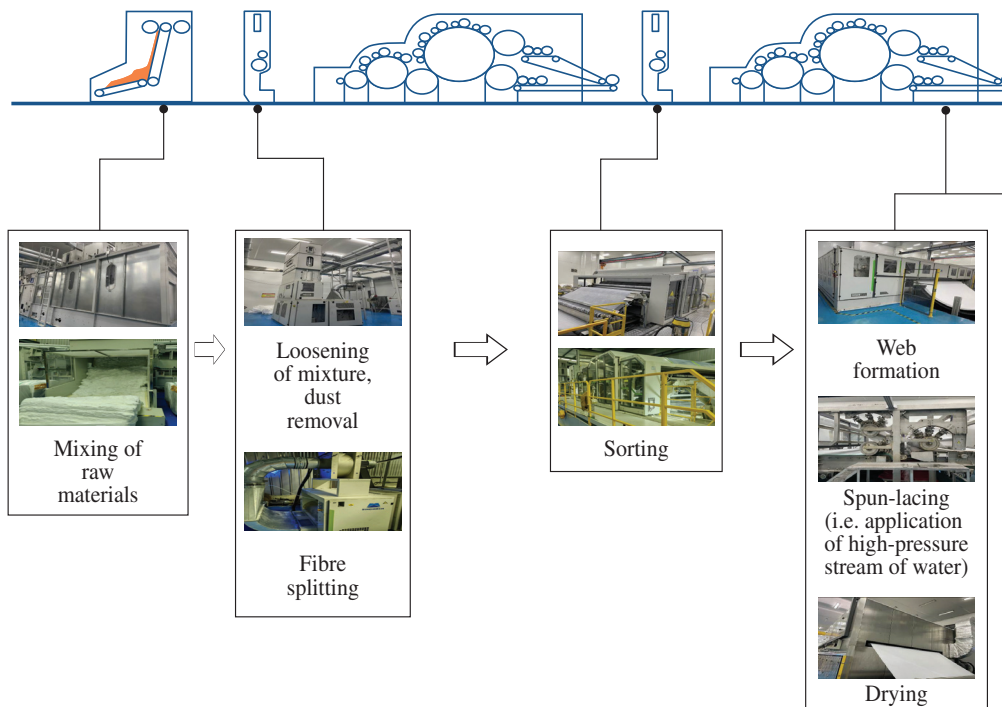 Mixing of
raw
materials
Loosening
of mixture,
dust
removal
Fibre
splitting
Sorting
Web
formation
Spun-lacing
(i.e. application
of high-pressure
stream of water)
Drying